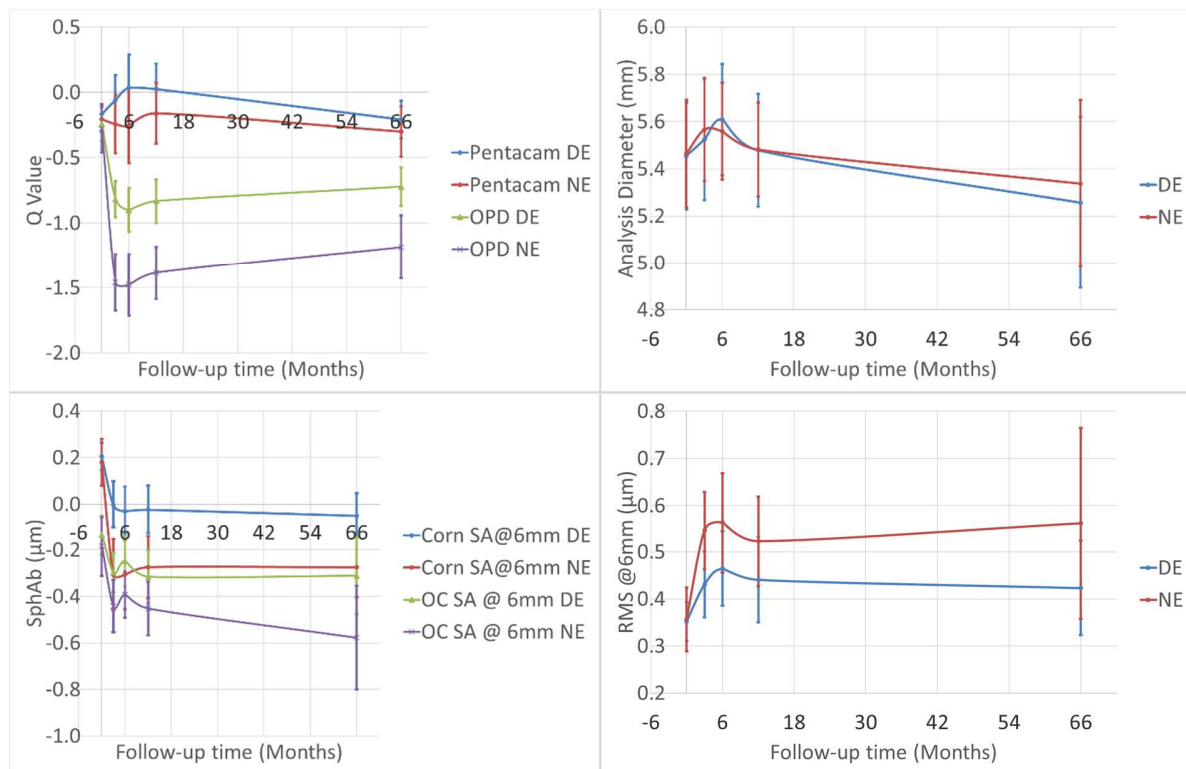 0.5
0.0
-0.5
-1.0
-1.5
-2.0
-6 6 18 30 42 54 66
Q Value
Follow-up time (Months)
Pentacam DE
Pentacam NE
OPD DE
OPD NE
6.0
5.8
5.6
5.4
5.2
5.0
4.8
-6 6 18 30 42 54 66
Analysis Diameter (mm)
Follow-up time (Months)
DE
NE
0.4
0.2
0.0
-0.2
-0.4
-0.6
-0.8
-1.0
-6 6 18 30 42 54 66
SphAb (µm)
Follow-up time (Months)
Corn SA@6mm DE
Corn SA@6mm NE
OC SA @ 6mm DE
OC SA @ 6mm NE
0.8
0.7
0.6
0.5
0.4
0.3
0.2
-6 6 18 30 42 54 66
RMS @6mm (µm)
Follow-up time (Months)
DE
NE